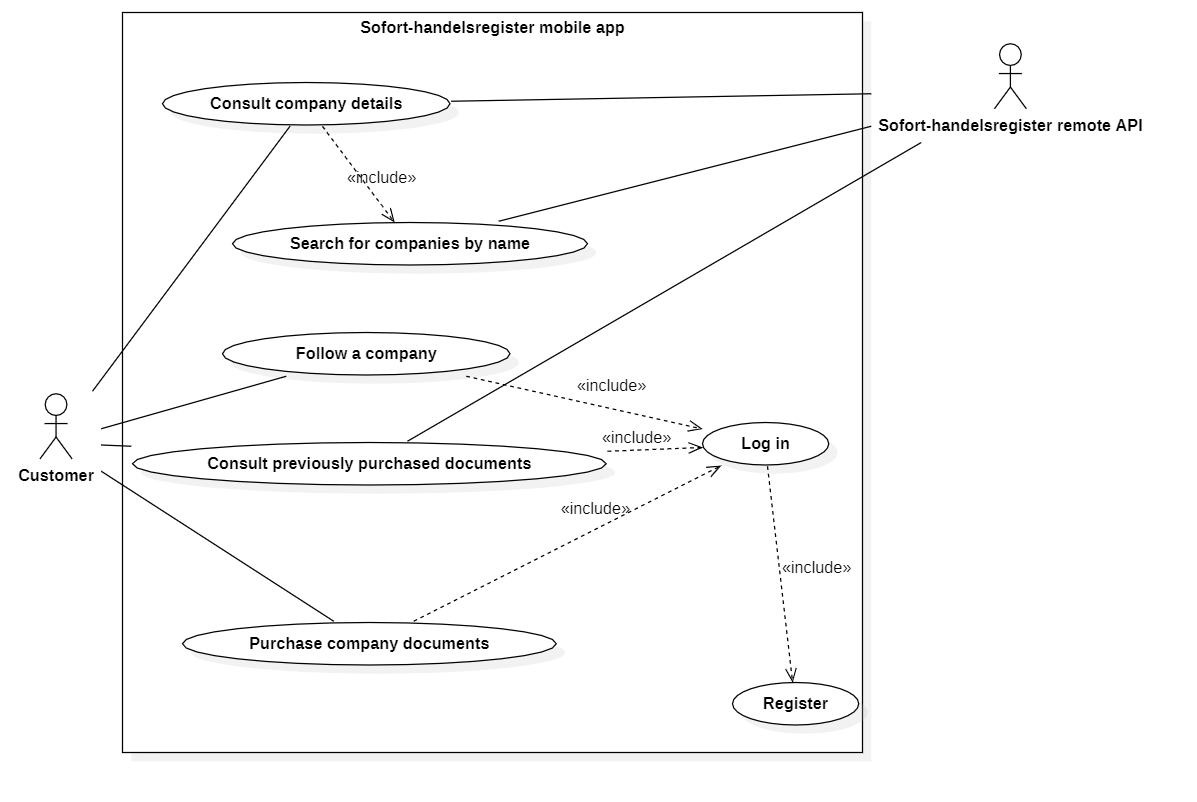 Sofort-handelsregister mobile app
Consult company details
Sofort-handelsregister remote API
«include»
Search for companies by name
Follow a company
«include»
Customer
«include»
Log in
Consult previously purchased documents
«include»
«include»
Purchase company documents
Register